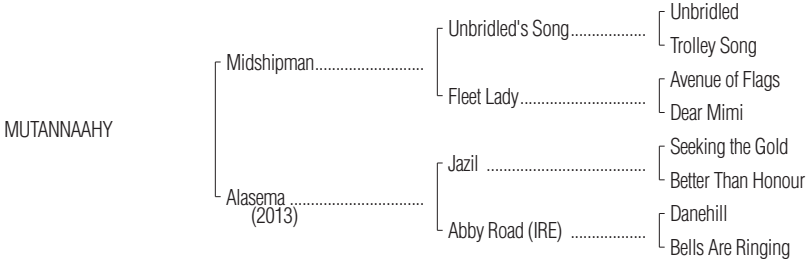 Unbridled
Unbridled's Song..................
Trolley Song
Midshipman..........................
Avenue of Flags
Fleet Lady..............................
Dear Mimi
MUTANNAAHY
Seeking the Gold
Jazil ......................................
Better Than Honour
Alasema ................................
(2013)
Danehill
Abby Road (IRE) ..................
Bells Are Ringing